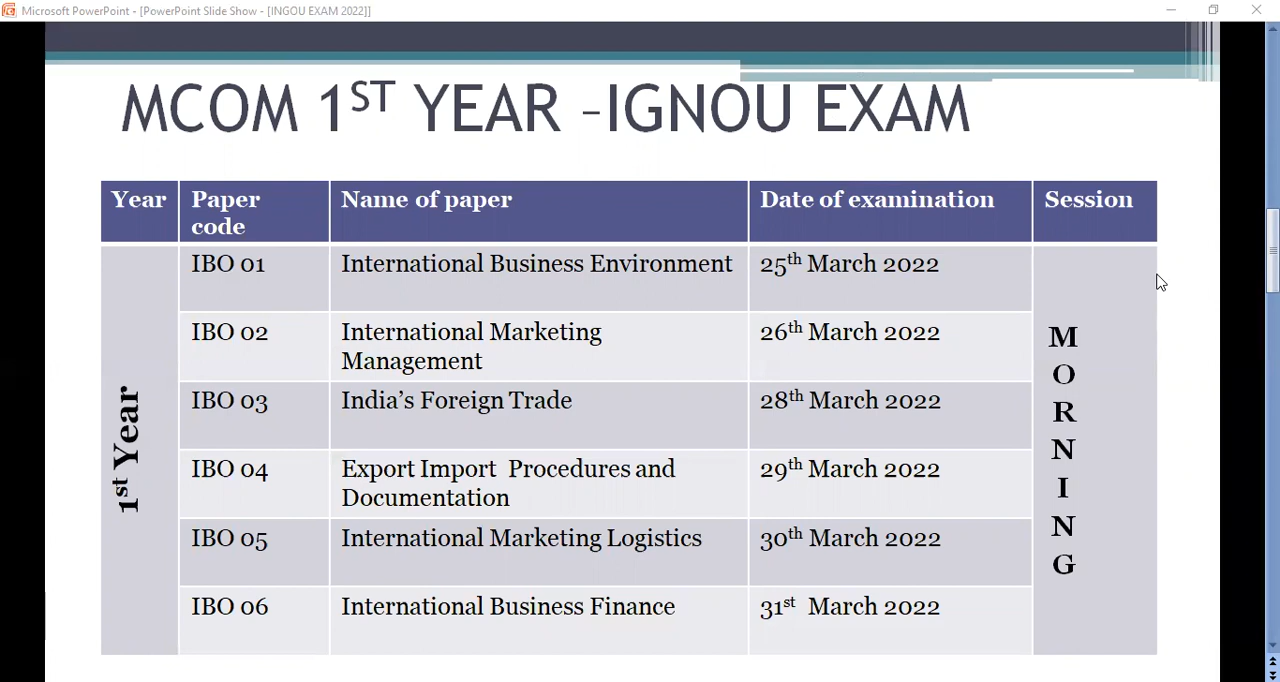 Microsoft PowerPoint - [PowerPoint Slide Show - [INGOU EXAM 2022]]
MCOM 1ST YEAR –IGNOU EXAM
Year Paper code Name of paper Date of examination Session
1st Year
IBO 01 International Business Environment 25th March 2022
IBO 02 International Marketing Management 26th March 2022
IBO 03 India’s Foreign Trade 28th March 2022
IBO 04 Export Import Procedures and Documentation 29th March 2022
IBO 05 International Marketing Logistics 30th March 2022
IBO 06 International Business Finance 31st March 2022
MORNING